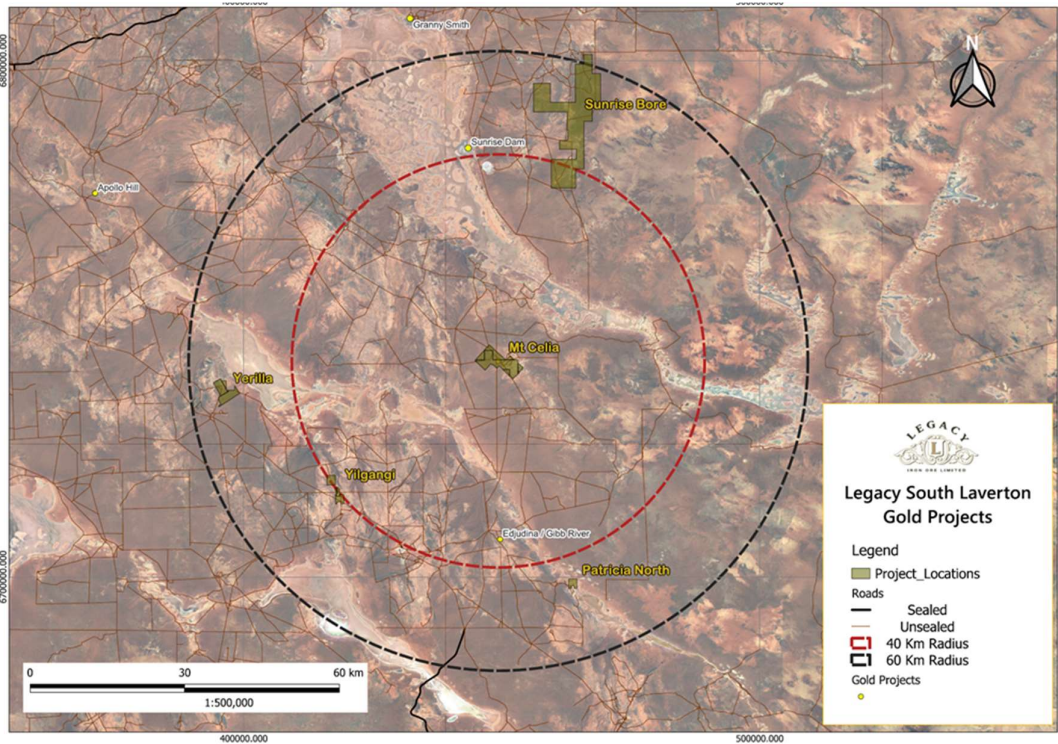 400000.000
500000.000
Granny Smith
N
6800000.000
Sunrise Bore
Sunrise Dam
Apollo Hill
Mt Celia
Yerilla
Yilgangi
Edjudina / Gibb River
Patricia North
6700000.000
LEGACY
L
IRON ORE LIMITED
Legacy South Laverton
Gold Projects
Legend
Project_Locations
Roads
Sealed
Unsealed
40 Km Radius
60 Km Radius
Gold Projects
0 30 60 km
1:500,000
400000.000
500000.000